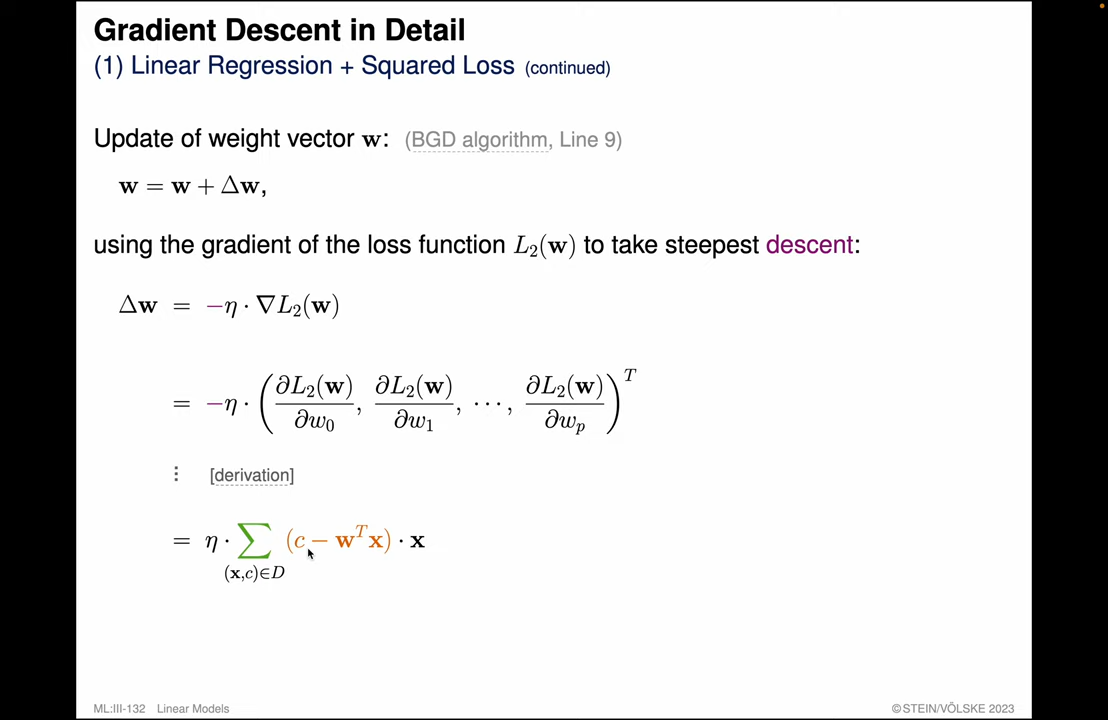 Gradient Descent in Detail
(1) Linear Regression + Squared Loss (continued)
Update of weight vector w: (BGD algorithm, Line 9)
w = w + Δw,
using the gradient of the loss function L₂(w) to take steepest descent:
Δw = −η · ∇L₂(w)
= −η · (∂L₂(w)/∂w₀, ∂L₂(w)/∂w₁, ⋯, ∂L₂(w)/∂wₚ)ᵀ
⋮ [derivation]
= η · ∑ (c − wᵀx) · x
(x,c)∈D
ML:III-132 Linear Models
©STEIN/VÖLSKE 2023